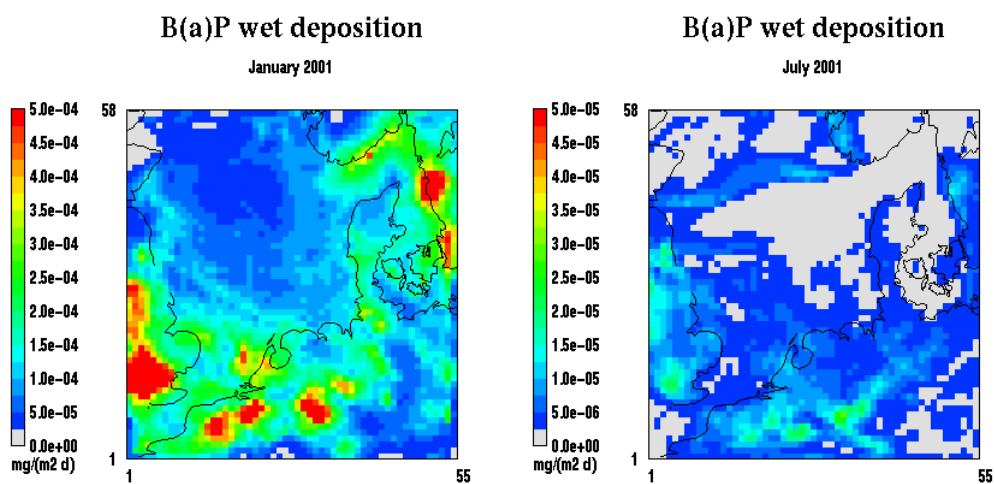 B(a)P wet deposition
January 2001
58
5.0e-04
4.5e-04
4.0e-04
3.5e-04
3.0e-04
2.5e-04
2.0e-04
1.5e-04
1.0e-04
5.0e-05
0.0e+00
mg/(m2 d)
1
1
55
B(a)P wet deposition
July 2001
58
5.0e-05
4.5e-05
4.0e-05
3.5e-05
3.0e-05
2.5e-05
2.0e-05
1.5e-05
1.0e-05
5.0e-06
0.0e+00
mg/(m2 d)
1
1
55